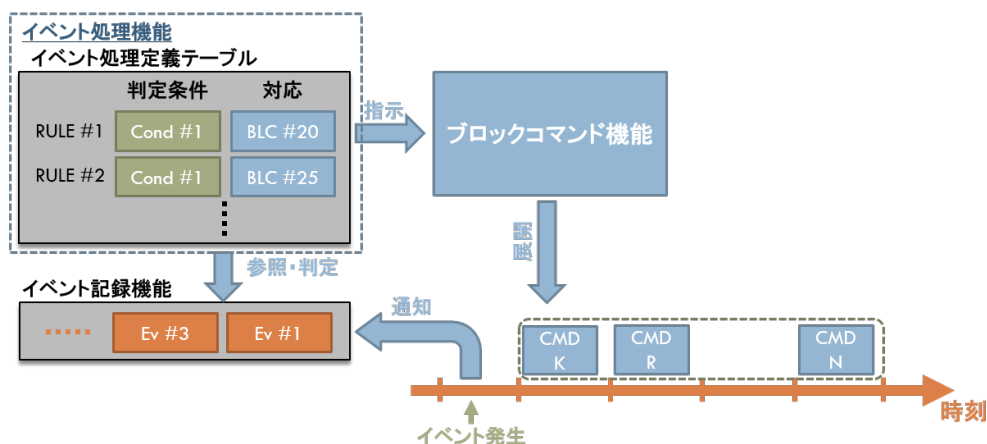 イベント処理機能
イベント処理定義テーブル
判定条件 対応
RULE #1 Cond #1 BLC #20
RULE #2 Cond #1 BLC #25
指示
ブロックコマンド機能
展開
参照・判定
イベント記録機能
Ev #3 Ev #1
通知
CMD K
CMD R
CMD N
時刻
イベント発生